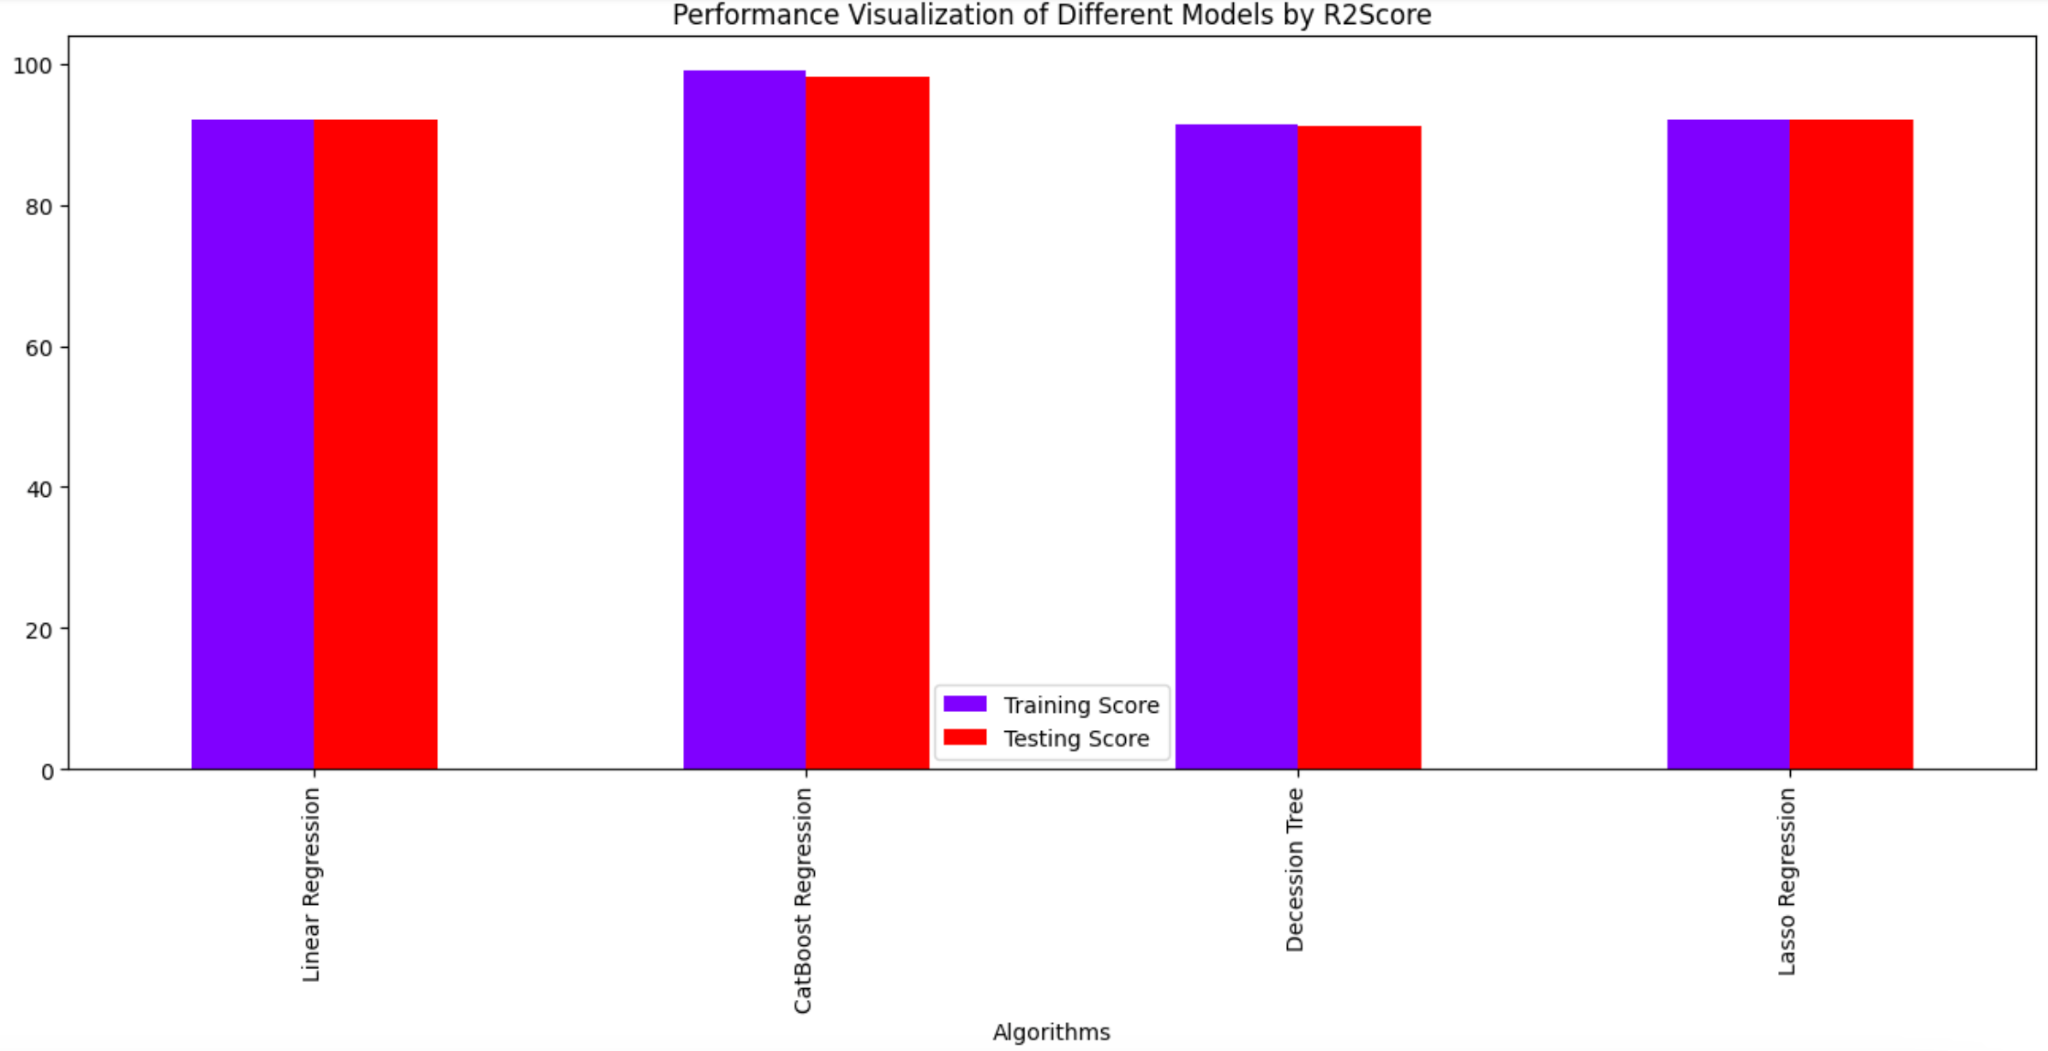 Performance Visualization of Different Models by R2Score
100
80
60
40
20
0
Training Score
Testing Score
Linear Regression
CatBoost Regression
Decession Tree
Lasso Regression
Algorithms